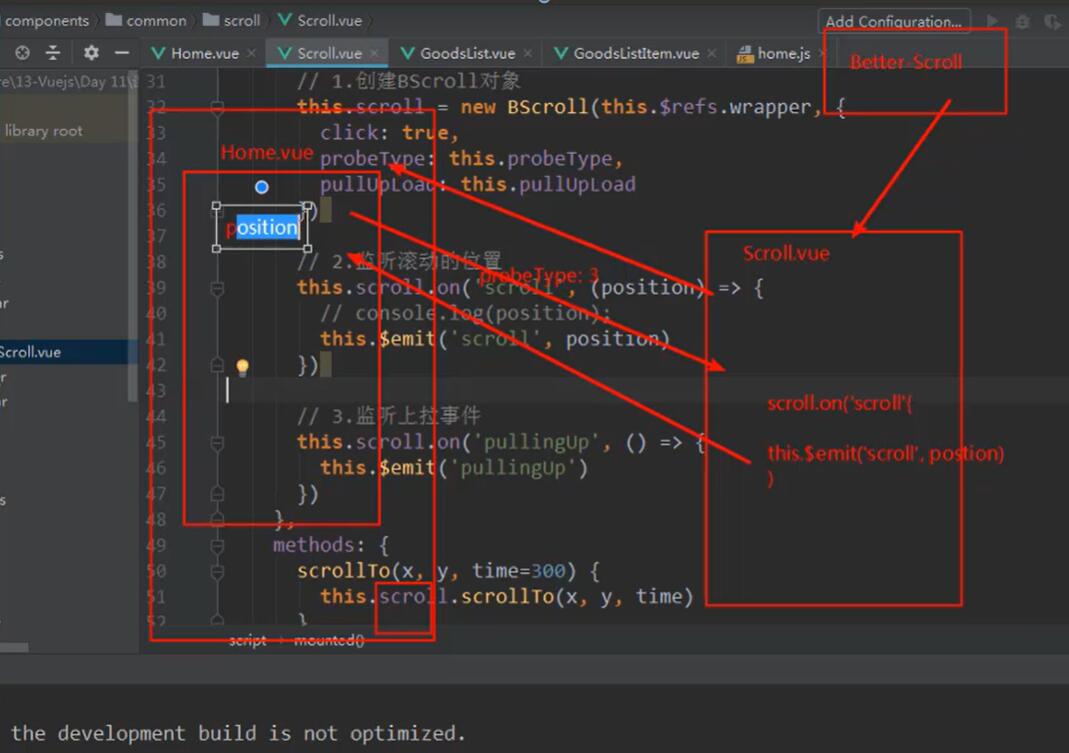 components common scroll Scroll.vue
Add Configuration...
Home.vue Scroll.vue GoodsList.vue GoodsListItem.vue home.js
Better-Scroll
re\13-Vuejs\Day 11\
library root
Scroll.vue
31 // 1.创建BScroll对象
32 this.scroll = new BScroll(this.$refs.wrapper, {
33 click: true,
Home.vue
34 probeType: this.probeType,
35 pullUpLoad: this.pullUpLoad
36 })
position
37
38 // 2.监听滚动的位置
Scroll.vue
probeType: 3
39 this.scroll.on('scroll', (position) => {
40 // console.log(position);
41 this.$emit('scroll', position)
42 })
43
scroll.on('scroll'{
44 // 3.监听上拉事件
45 this.scroll.on('pullingUp', () => {
this.$emit('scroll', postion)
46 this.$emit('pullingUp')
)
47 })
48 },
49 methods: {
50 scrollTo(x, y, time=300) {
51 this.scroll.scrollTo(x, y, time)
52 }
script mounted()
the development build is not optimized.